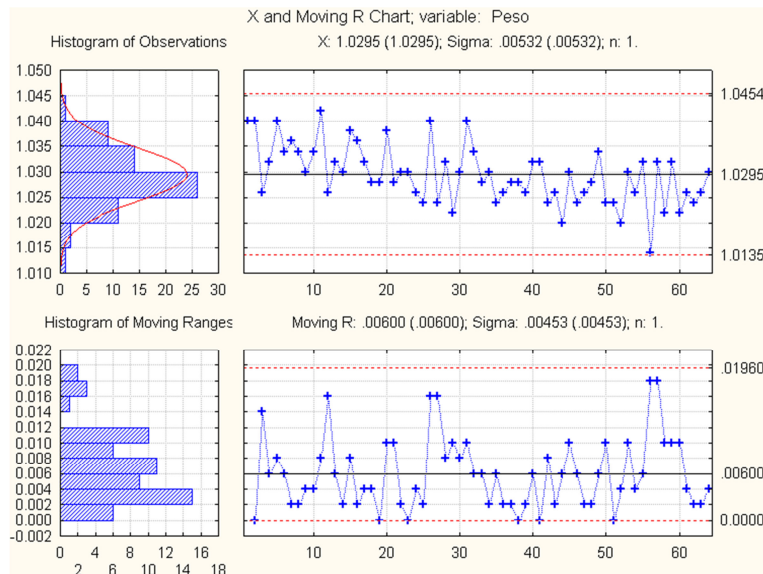 X and Moving R Chart; variable: Peso
Histogram of Observations
X: 1.0295 (1.0295); Sigma: .00532 (.00532); n: 1.
1.050
1.045
1.040
1.035
1.030
1.025
1.020
1.015
1.010
0 5 10 15 20 25 30
1.0454
1.0295
1.0135
10 20 30 40 50 60
Histogram of Moving Ranges
Moving R: .00600 (.00600); Sigma: .00453 (.00453); n: 1.
0.022
0.020
0.018
0.016
0.014
0.012
0.010
0.008
0.006
0.004
0.002
0.000
-0.002
0 4 8 12 16 18
2 6 10 14 18
.01960
.00600
0.0000
10 20 30 40 50 60